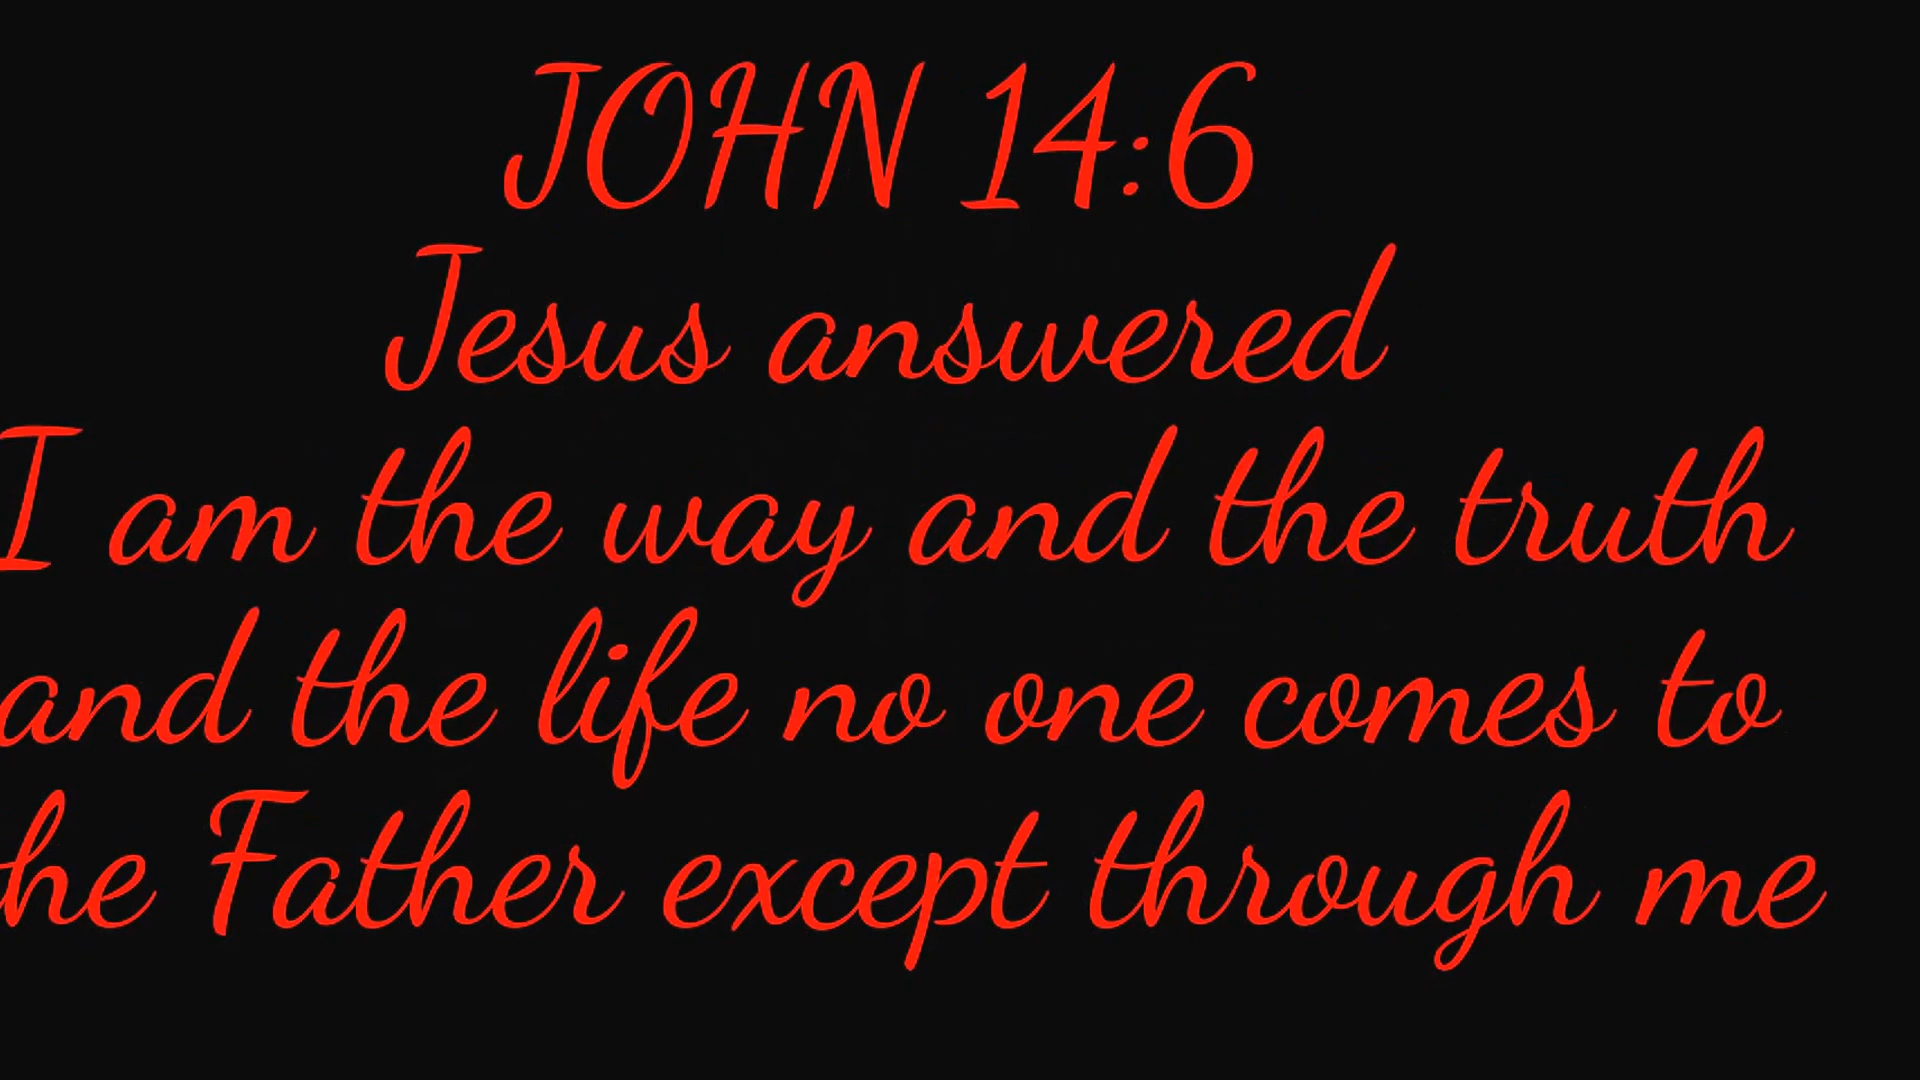 JOHN 14:6
Jesus answered
I am the way and the truth
and the life no one comes to
he Father except through me